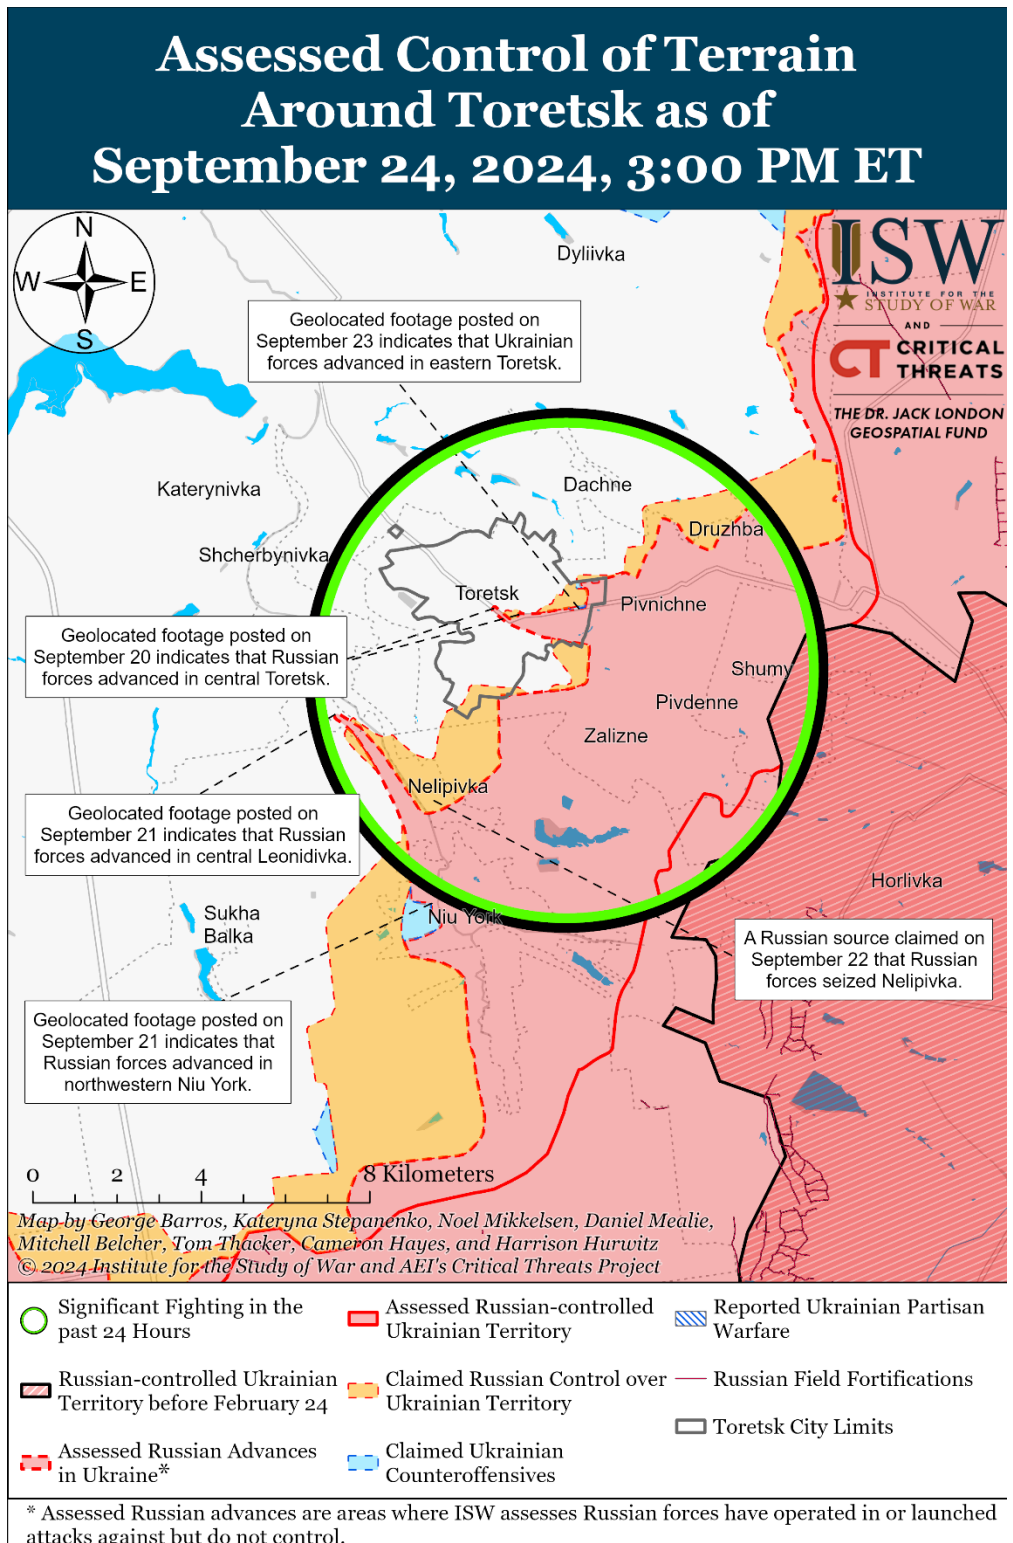 Assessed Control of Terrain
Around Toretsk as of
September 24, 2024, 3:00 PM ET
N
W
E
S
ISW
INSTITUTE FOR THE
STUDY OF WAR
AND
CT CRITICAL
THREATS
THE DR. JACK LONDON
GEOSPATIAL FUND
Dyliivka
Geolocated footage posted on
September 23 indicates that Ukrainian
forces advanced in eastern Toretsk.
Katerynivka
Dachne
Druzhba
Shcherbynivka
Toretsk
Pivnichne
Geolocated footage posted on
September 20 indicates that Russian
forces advanced in central Toretsk.
Shumy
Pivdenne
Zalizne
Nelipivka
Geolocated footage posted on
September 21 indicates that Russian
forces advanced in central Leonidivka.
Horlivka
Sukha
Balka
Niu York
A Russian source claimed on
September 22 that Russian
forces seized Nelipivka.
Geolocated footage posted on
September 21 indicates that
Russian forces advanced in
northwestern Niu York.
0 2 4 8 Kilometers
Map by George Barros, Kateryna Stepanenko, Noel Mikkelsen, Daniel Mealie,
Mitchell Belcher, Tom Thacker, Cameron Hayes, and Harrison Hurwitz
© 2024 Institute for the Study of War and AEI's Critical Threats Project
Significant Fighting in the
past 24 Hours
Russian-controlled Ukrainian
Territory before February 24
Assessed Russian Advances
in Ukraine*
Assessed Russian-controlled
Ukrainian Territory
Claimed Russian Control over
Ukrainian Territory
Claimed Ukrainian
Counteroffensives
Reported Ukrainian Partisan
Warfare
Russian Field Fortifications
Toretsk City Limits
* Assessed Russian advances are areas where ISW assesses Russian forces have operated in or launched
attacks against but do not control.